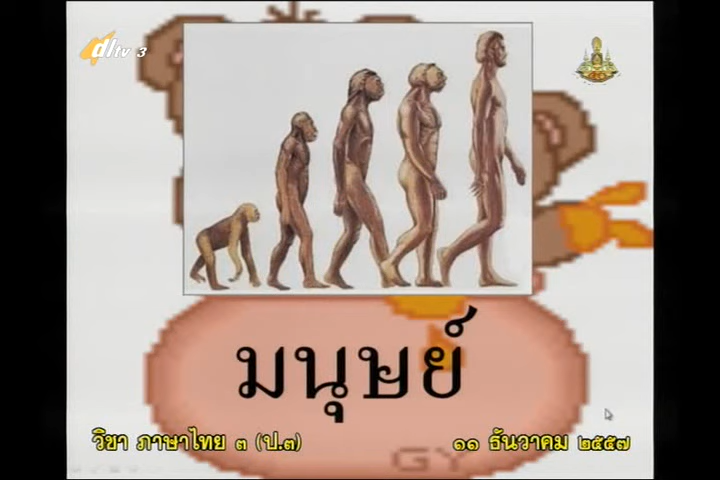 dltv 3
มนุษย์
วิชา ภาษาไทย ๓ (ป.๓)
๑๑ ธันวาคม ๒๕๕๗
GY